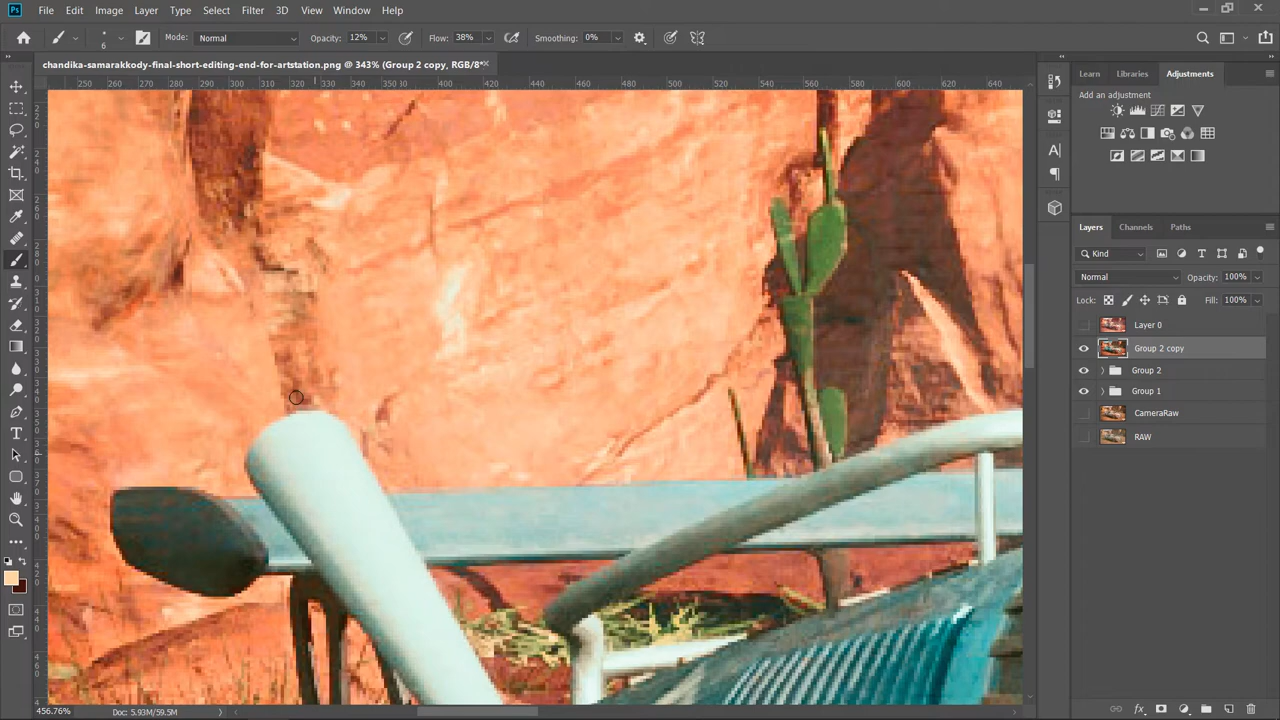 Ps File Edit Image Layer Type Select Filter 3D View Window Help
6 Mode: Normal Opacity: 12% Flow: 38% Smoothing: 0%
chandika-samarakkody-final-short-editing-end-for-artstation.png @ 343% (Group 2 copy, RGB/8*
250 260 270 280 290 300 310 320 330 340 350 30 400 420 440 460 480 500 520 540 560 580 600 620 640
Learn Libraries Adjustments
Add an adjustment
Layers Channels Paths
Kind
Normal Opacity: 100%
Lock: Fill: 100%
Layer 0
Group 2 copy
Group 2
Group 1
CameraRaw
RAW
456.76% Doc: 5.93M/59.5M
fx